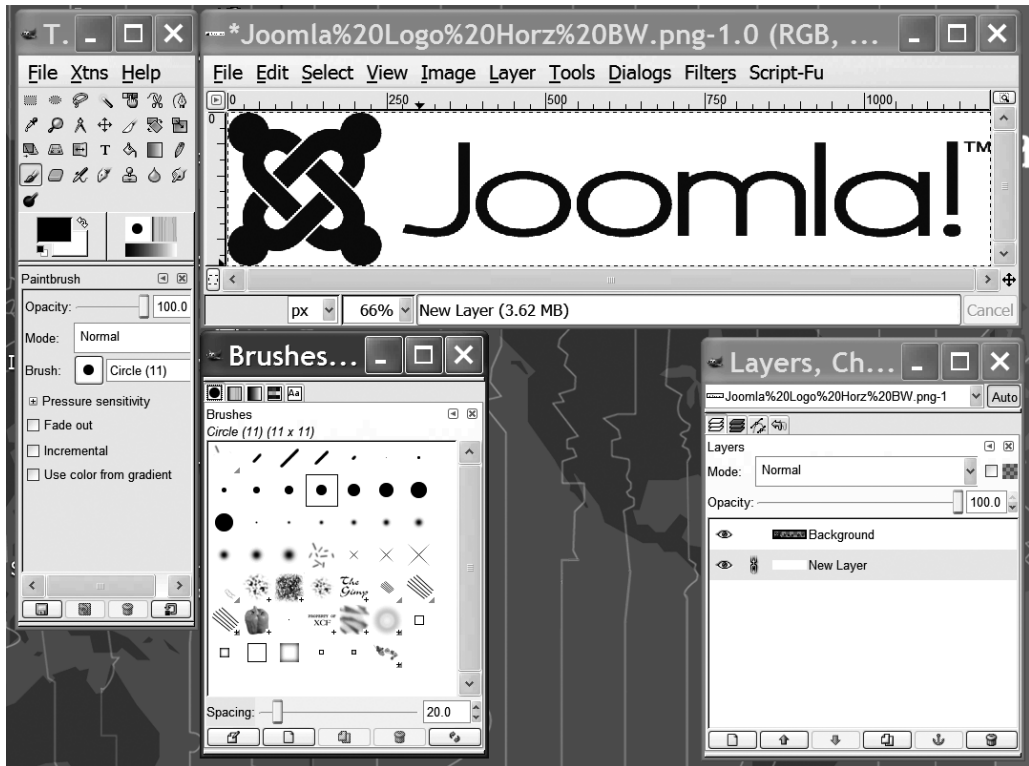 T...
File Xtns Help
Paintbrush
Opacity: 100.0
Mode: Normal
Brush: Circle (11)
Pressure sensitivity
Fade out
Incremental
Use color from gradient
*Joomla%20Logo%20Horz%20BW.png-1.0 (RGB, ...
File Edit Select View Image Layer Tools Dialogs Filters Script-Fu
0 250 500 750 1000
0
Joomla!™
px 66% New Layer (3.62 MB) Cancel
Brushes...
Aa
Brushes
Circle (11) (11 x 11)
The
Gimp
PROPERTY OF
XCF
Spacing: 20.0
Layers, Ch...
Joomla%20Logo%20Horz%20BW.png-1 Auto
Layers
Mode: Normal
Opacity: 100.0
Background
New Layer